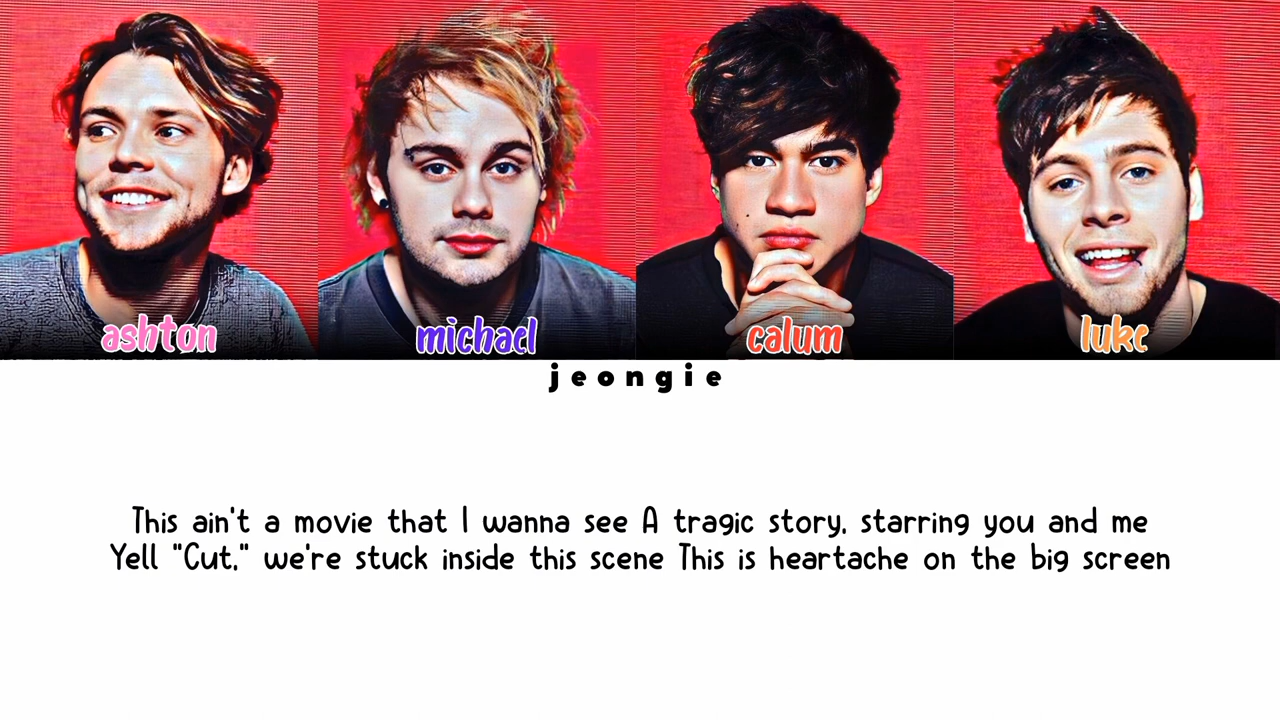 ashton michael calum luke
jeongie
This ain't a movie that I wanna see A tragic story, starring you and me
Yell "Cut," we're stuck inside this scene This is heartache on the big screen